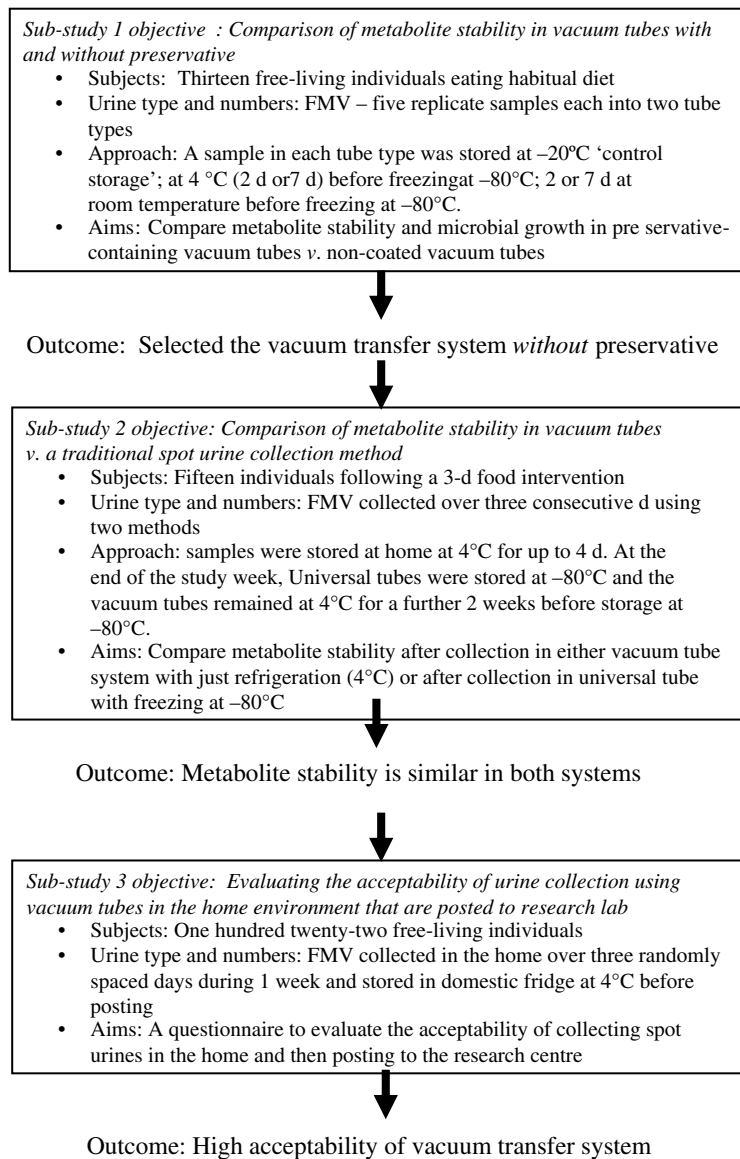 Sub-study 1 objective : Comparison of metabolite stability in vacuum tubes with
and without preservative
• Subjects: Thirteen free-living individuals eating habitual diet
• Urine type and numbers: FMV – five replicate samples each into two tube
types
• Approach: A sample in each tube type was stored at –20ºC ‘control
storage’; at 4 °C (2 d or7 d) before freezingat –80°C; 2 or 7 d at
room temperature before freezing at –80°C.
• Aims: Compare metabolite stability and microbial growth in pre servative-
containing vacuum tubes v. non-coated vacuum tubes
Outcome: Selected the vacuum transfer system without preservative
Sub-study 2 objective: Comparison of metabolite stability in vacuum tubes
v. a traditional spot urine collection method
• Subjects: Fifteen individuals following a 3-d food intervention
• Urine type and numbers: FMV collected over three consecutive d using
two methods
• Approach: samples were stored at home at 4°C for up to 4 d. At the
end of the study week, Universal tubes were stored at –80°C and the
vacuum tubes remained at 4°C for a further 2 weeks before storage at
–80°C.
• Aims: Compare metabolite stability after collection in either vacuum tube
system with just refrigeration (4°C) or after collection in universal tube
with freezing at –80°C
Outcome: Metabolite stability is similar in both systems
Sub-study 3 objective: Evaluating the acceptability of urine collection using
vacuum tubes in the home environment that are posted to research lab
• Subjects: One hundred twenty-two free-living individuals
• Urine type and numbers: FMV collected in the home over three randomly
spaced days during 1 week and stored in domestic fridge at 4°C before
posting
• Aims: A questionnaire to evaluate the acceptability of collecting spot
urines in the home and then posting to the research centre
Outcome: High acceptability of vacuum transfer system